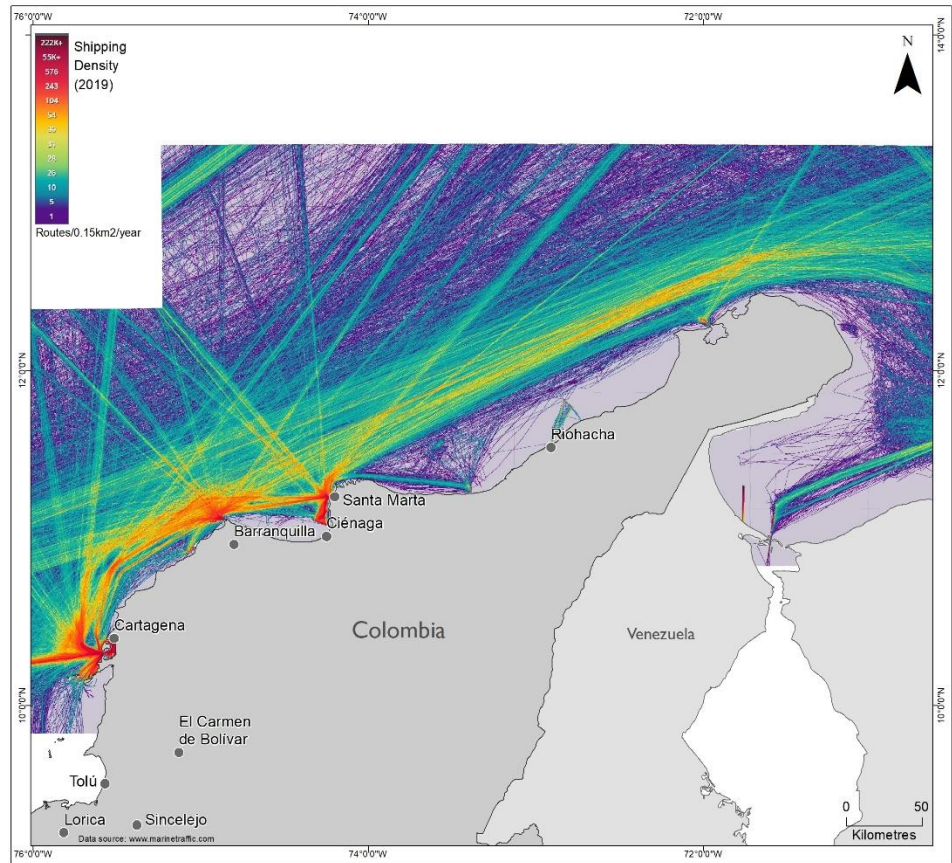 76°0'0"W
74°0'0"W
72°0'0"W
14°0'0"N
N
222K+
55K+
576
243
104
54
26
10
5
1
Shipping
Density
(2019)
Routes/0.15km2/year
12°0'0"N
12°0'0"N
Riohacha
Santa Marta
Ciénaga
Barranquilla
Cartagena
Colombia
Venezuela
10°0'0"N
10°0'0"N
El Carmen
de Bolívar
Tolú
Lorica
Sincelejo
Data source: www.marinetraffic.com
0
50
Kilometres
76°0'0"W
74°0'0"W
72°0'0"W